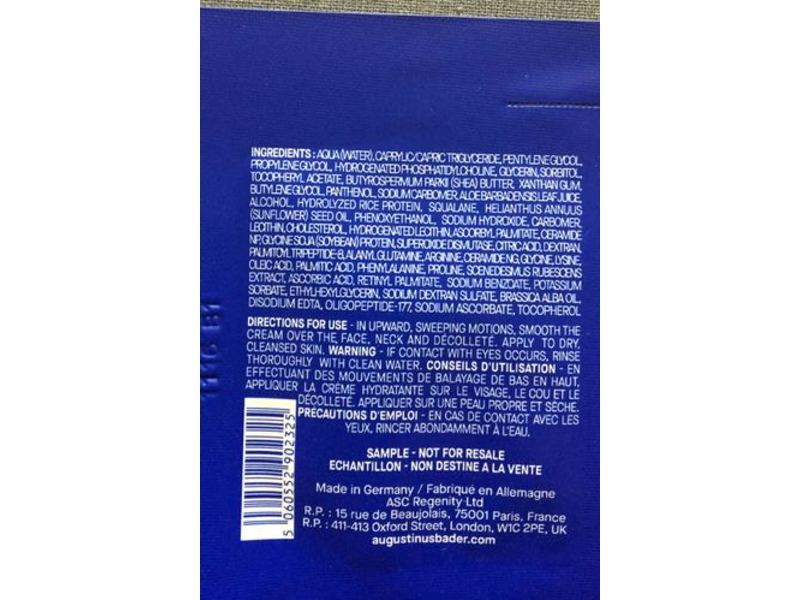 INGREDIENTS : AQUA (WATER), CAPRYLIC/CAPRIC TRIGLYCERIDE, PENTYLENE GLYCOL,
PROPYLENE GLYCOL, HYDROGENATED PHOSPHATIDYLCHOLINE, GLYCERIN, SORBITOL,
TOCOPHERYL ACETATE, BUTYROSPERMUM PARKII (SHEA) BUTTER, XANTHAN GUM,
BUTYLENE GLYCOL, PANTHENOL, SODIUM CARBOMER, ALOE BARBADENSIS LEAF JUICE,
ALCOHOL, HYDROLYZED RICE PROTEIN, SQUALANE, HELIANTHUS ANNUUS
(SUNFLOWER) SEED OIL, PHENOXYETHANOL, SODIUM HYDROXIDE, CARBOMER,
LECITHIN, CHOLESTEROL, HYDROGENATED LECITHIN, ASCORBYL PALMITATE, CERAMIDE
NP, GLYCINE SOJA (SOYBEAN) PROTEIN, SUPEROXIDE DISMUTASE, CITRIC ACID, DEXTRAN,
PALMITOYL TRIPEPTIDE-8, ALANYL GLUTAMINE, ARGININE, CERAMIDE NG, GLYCINE, LYSINE,
OLEIC ACID, PALMITIC ACID, PHENYLALANINE, PROLINE, SCENEDESMUS RUBESCENS
EXTRACT, ASCORBIC ACID, RETINYL PALMITATE, SODIUM BENZOATE, POTASSIUM
SORBATE, ETHYLHEXYLGLYCERIN, SODIUM DEXTRAN SULFATE, BRASSICA ALBA OIL,
DISODIUM EDTA, OLIGOPEPTIDE-177, SODIUM ASCORBATE, TOCOPHEROL
DIRECTIONS FOR USE - IN UPWARD, SWEEPING MOTIONS, SMOOTH THE
CREAM OVER THE FACE, NECK AND DÉCOLLETÉ, APPLY TO DRY,
CLEANSED SKIN. WARNING - IF CONTACT WITH EYES OCCURS, RINSE
THOROUGHLY WITH CLEAN WATER. CONSEILS D'UTILISATION - EN
EFFECTUANT DES MOUVEMENTS DE BALAYAGE DE BAS EN HAUT,
APPLIQUER LA CRÈME HYDRATANTE SUR LE VISAGE, LE COU ET LE
DÉCOLLETÉ. APPLIQUER SUR UNE PEAU PROPRE ET SÈCHE.
PRÉCAUTIONS D'EMPLOI - EN CAS DE CONTACT AVEC LES
YEUX, RINCER ABONDAMMENT À L'EAU.
SAMPLE - NOT FOR RESALE
ECHANTILLON - NON DESTINE A LA VENTE
Made in Germany / Fabriqué en Allemagne
ASC Regenity Ltd
R.P. : 15 rue de Beaujolais, 75001 Paris, France
R.P. : 411-413 Oxford Street, London, W1C 2PE, UK
augustinusbader.com
5 060552 902325
1116 B1